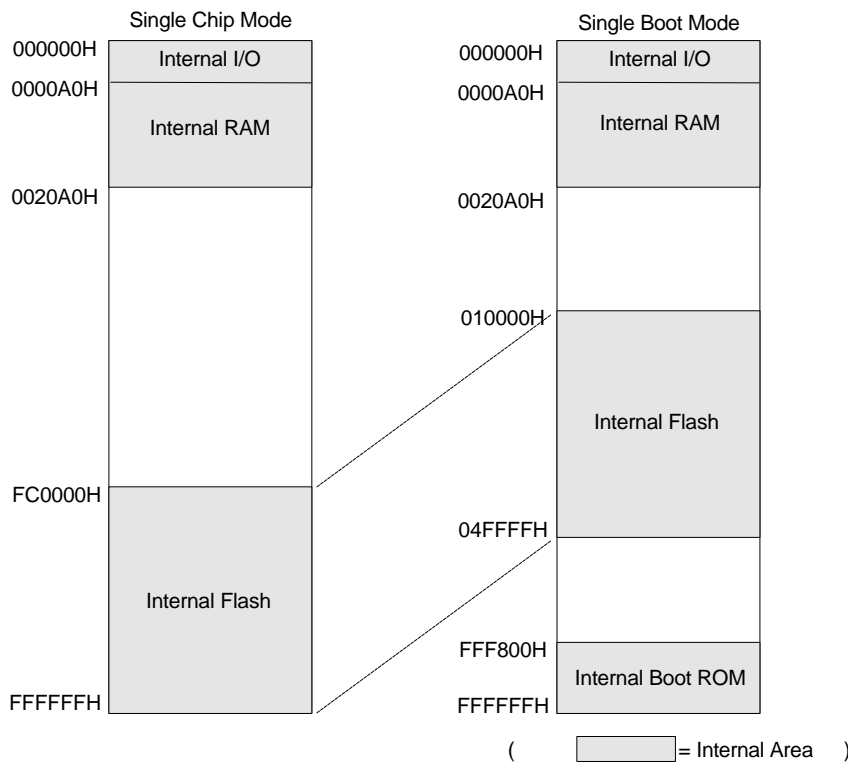 Single Chip Mode
000000H
Internal I/O
0000A0H
Internal RAM
0020A0H
FC0000H
Internal Flash
FFFFFFH
Single Boot Mode
000000H
Internal I/O
0000A0H
Internal RAM
0020A0H
010000H
Internal Flash
04FFFFH
FFF800H
Internal Boot ROM
FFFFFFH
( = Internal Area )